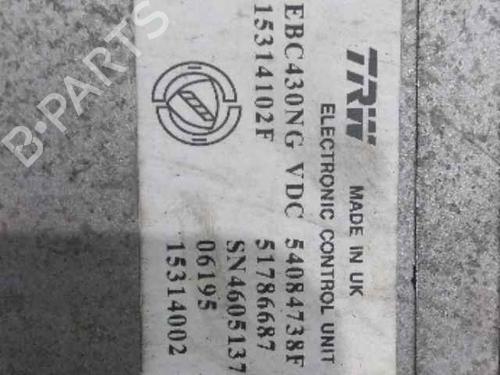 TRW
MADE IN UK
ELECTRONIC CONTROL UNIT
EBC430NG VDC 54084738F
15314102F 51786687
SN4605137
06195
15314002
B-PARTS